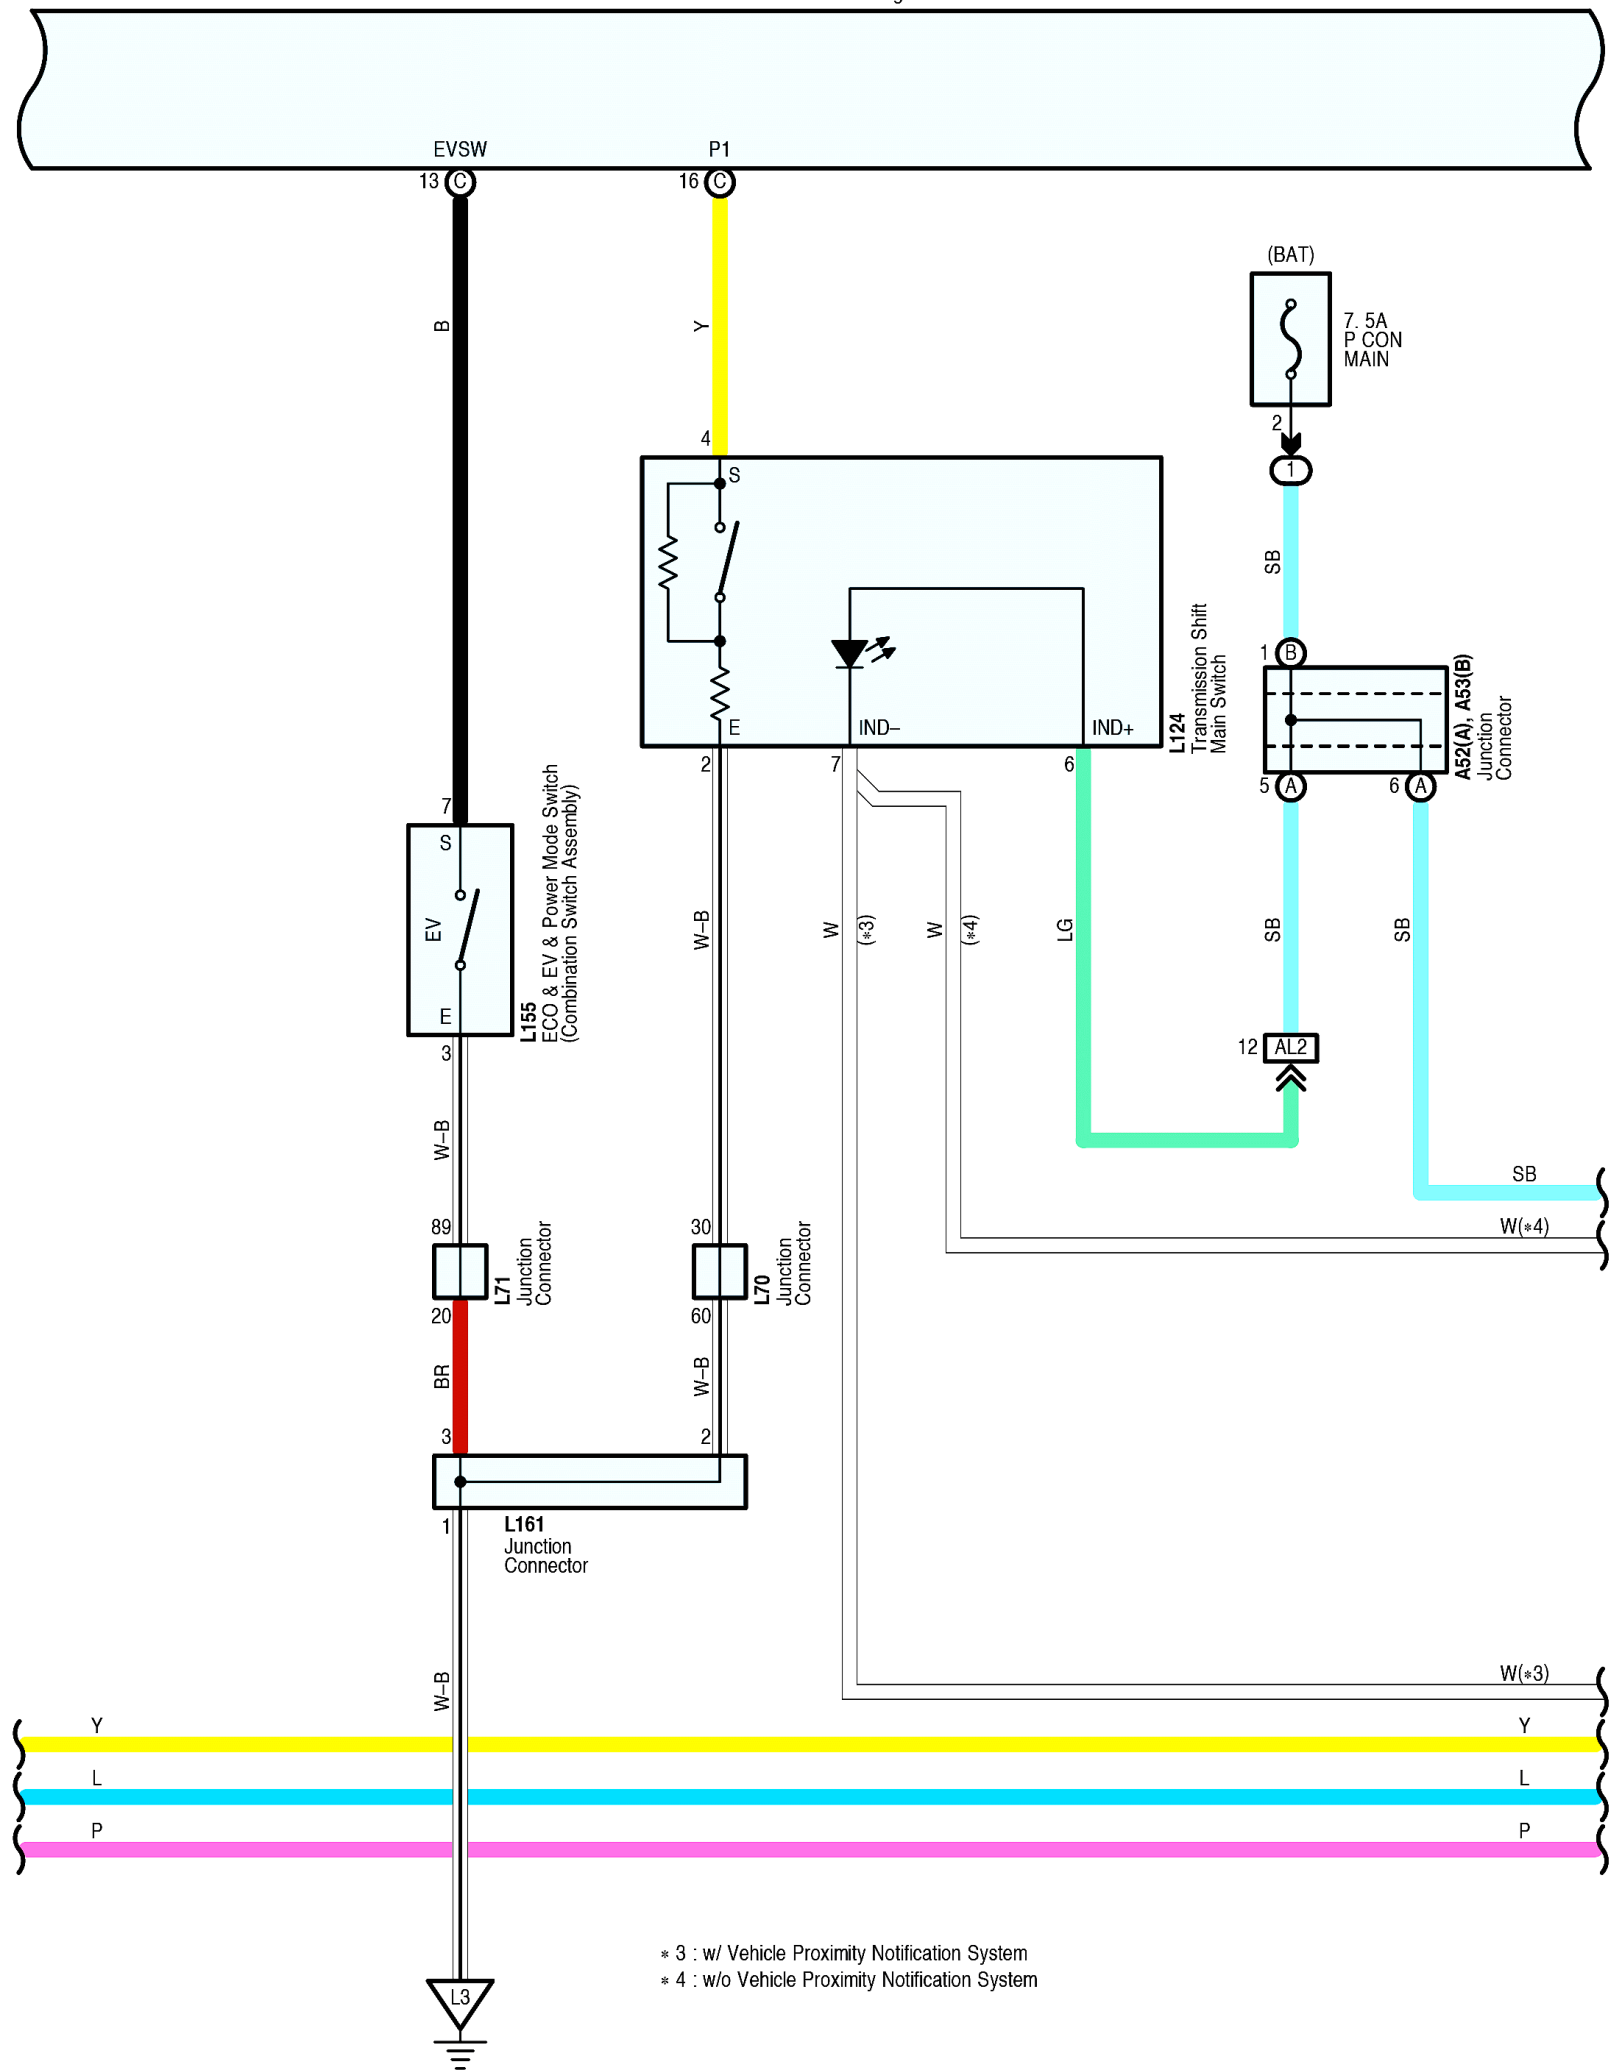 EVSW
P1
13 C
16 C
(BAT)
B
Y
7. 5A
P CON
MAIN
2
1
4
S
SB
1 B
E
IND–
IND+
L124
Transmission Shift
Main Switch
A52(A), A53(B)
Junction
Connector
2
7
6
5 A
6 A
7
S
EV
E
L155
ECO & EV & Power Mode Switch
(Combination Switch Assembly)
W–B
W
(*3)
W
(*4)
LG
SB
SB
3
12 AL2
W–B
SB
W(*4)
89
L71
Junction
Connector
30
L70
Junction
Connector
20
60
BR
W–B
3
2
1
L161
Junction
Connector
W–B
W(*3)
Y
Y
L
L
P
P
* 3 : w/ Vehicle Proximity Notification System
* 4 : w/o Vehicle Proximity Notification System
L3